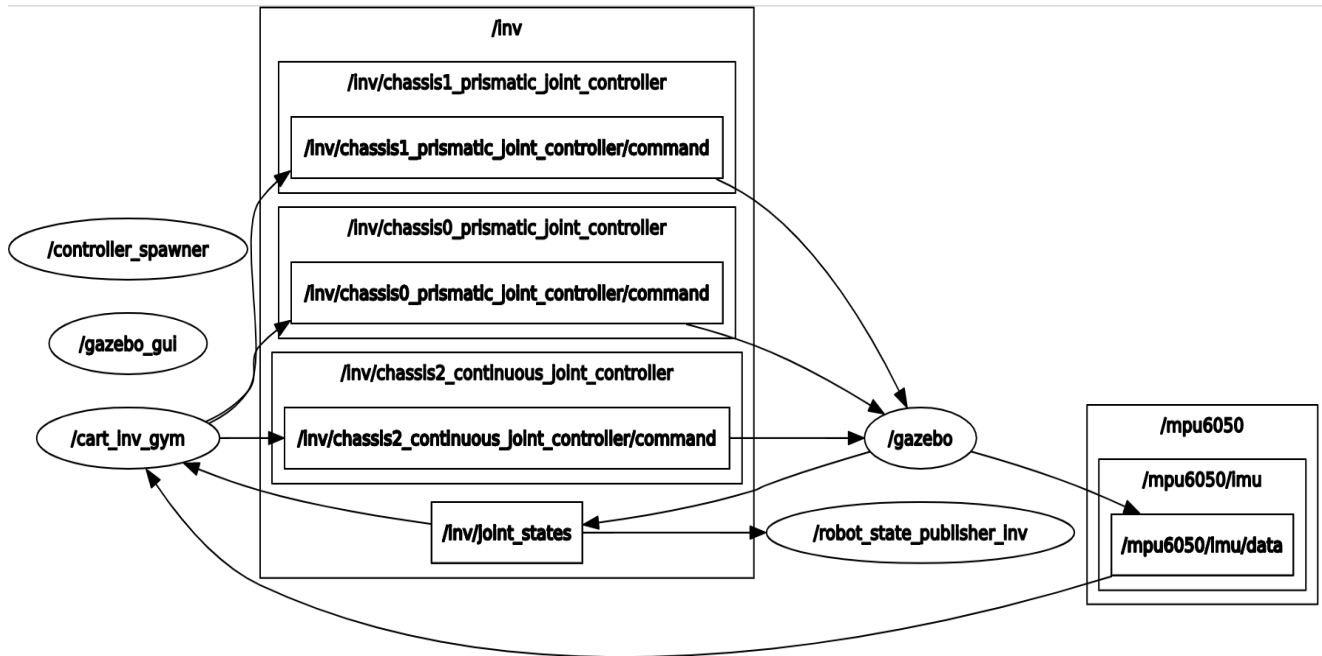 /inv
/inv/chassis1_prismatic_joint_controller
/inv/chassis1_prismatic_joint_controller/command
/inv/chassis0_prismatic_joint_controller
/controller_spawner
/inv/chassis0_prismatic_joint_controller/command
/gazebo_gui
/inv/chassis2_continuous_joint_controller
/cart_inv_gym
/inv/chassis2_continuous_joint_controller/command
/gazebo
/mpu6050
/mpu6050/imu
/inv/joint_states
/robot_state_publisher_inv
/mpu6050/imu/data